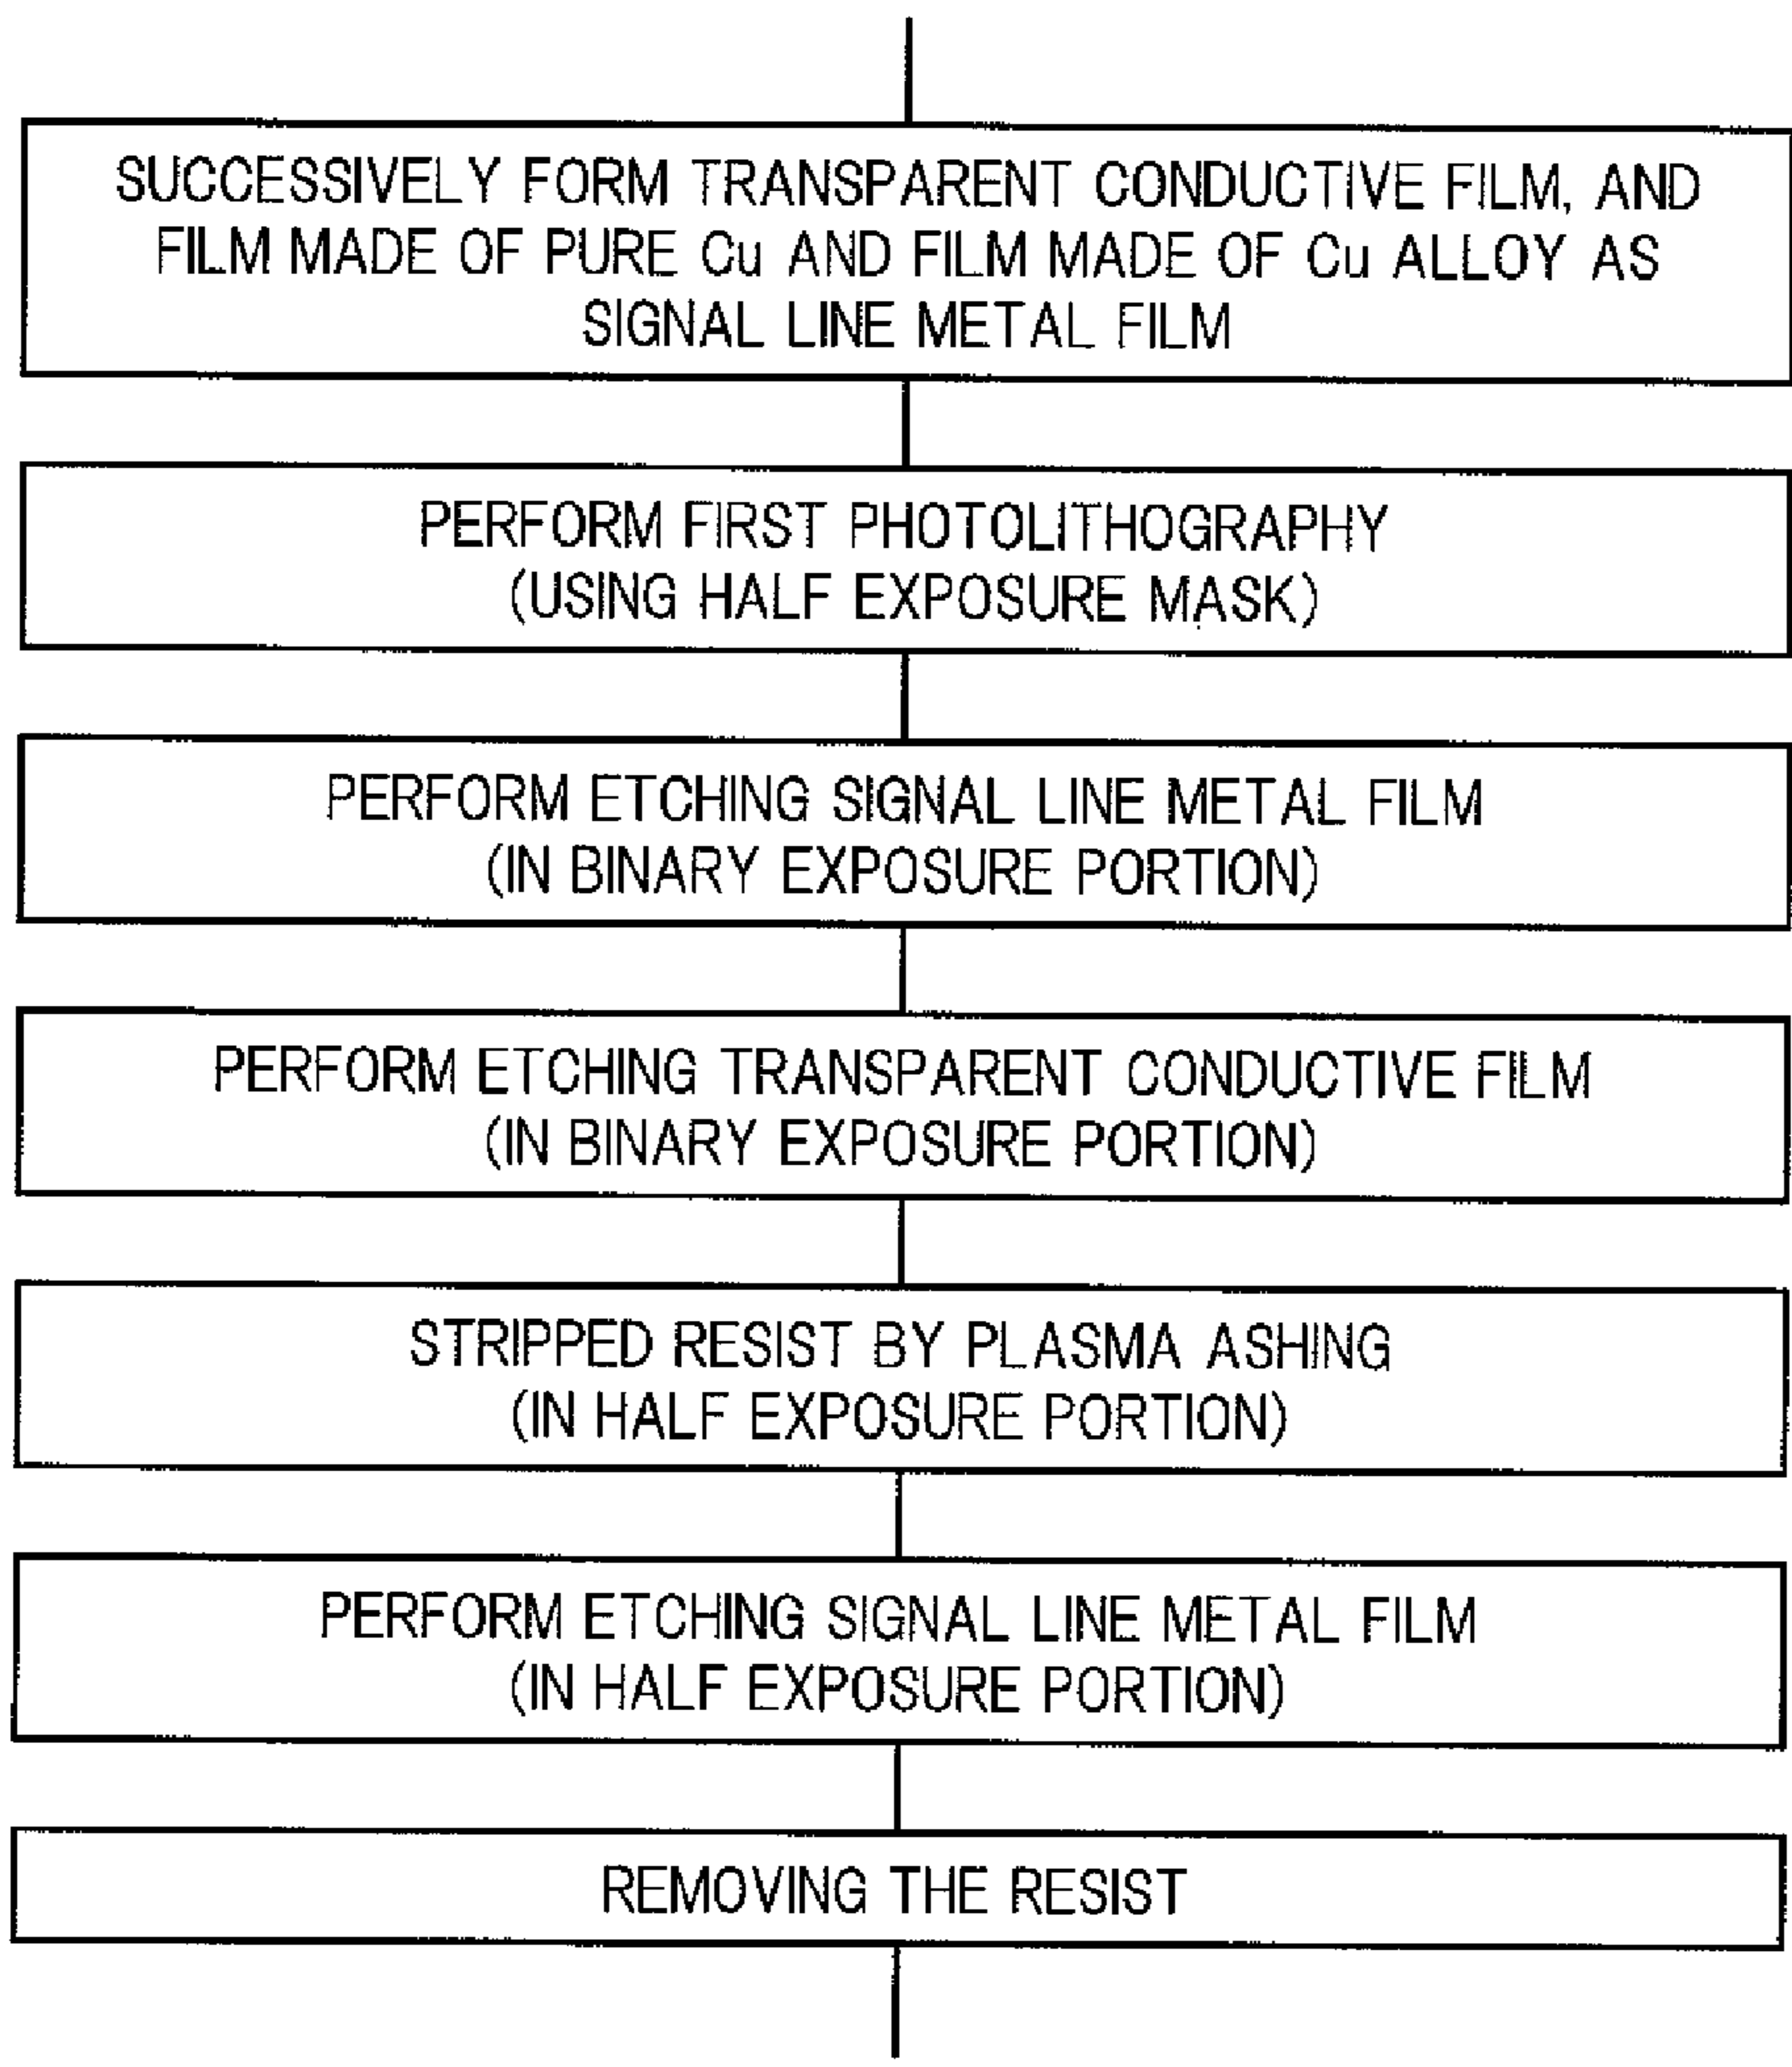 SUCCESSIVELY FORM TRANSPARENT CONDUCTIVE FILM, AND
FILM MADE OF PURE Cu AND FILM MADE OF Cu ALLOY AS
SIGNAL LINE METAL FILM
PERFORM FIRST PHOTOLITHOGRAPHY
(USING HALF EXPOSURE MASK)
PERFORM ETCHING SIGNAL LINE METAL FILM
(IN BINARY EXPOSURE PORTION)
PERFORM ETCHING TRANSPARENT CONDUCTIVE FILM
(IN BINARY EXPOSURE PORTION)
STRIPPED RESIST BY PLASMA ASHING
(IN HALF EXPOSURE PORTION)
PERFORM ETCHING SIGNAL LINE METAL FILM
(IN HALF EXPOSURE PORTION)
REMOVING THE RESIST